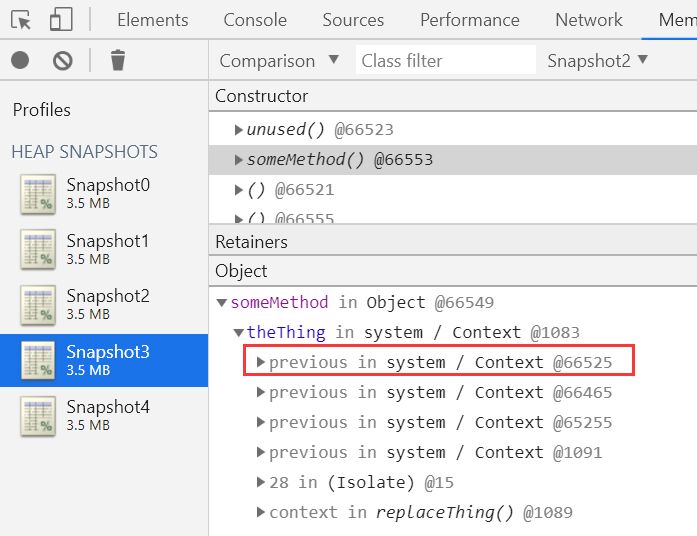 Elements Console Sources Performance Network Mem
Comparison ▼ Class filter Snapshot2 ▼
Profiles
HEAP SNAPSHOTS
Snapshot0
3.5 MB
Snapshot1
3.5 MB
Snapshot2
3.5 MB
Snapshot3
3.5 MB
Snapshot4
3.5 MB
Constructor
▶unused() @66523
▶someMethod() @66553
▶() @66521
▶() @66555
Retainers
Object
▼someMethod in Object @66549
▼theThing in system / Context @1083
▶previous in system / Context @66525
▶previous in system / Context @66465
▶previous in system / Context @65255
▶previous in system / Context @1091
▶28 in (Isolate) @15
▶context in replaceThing() @1089